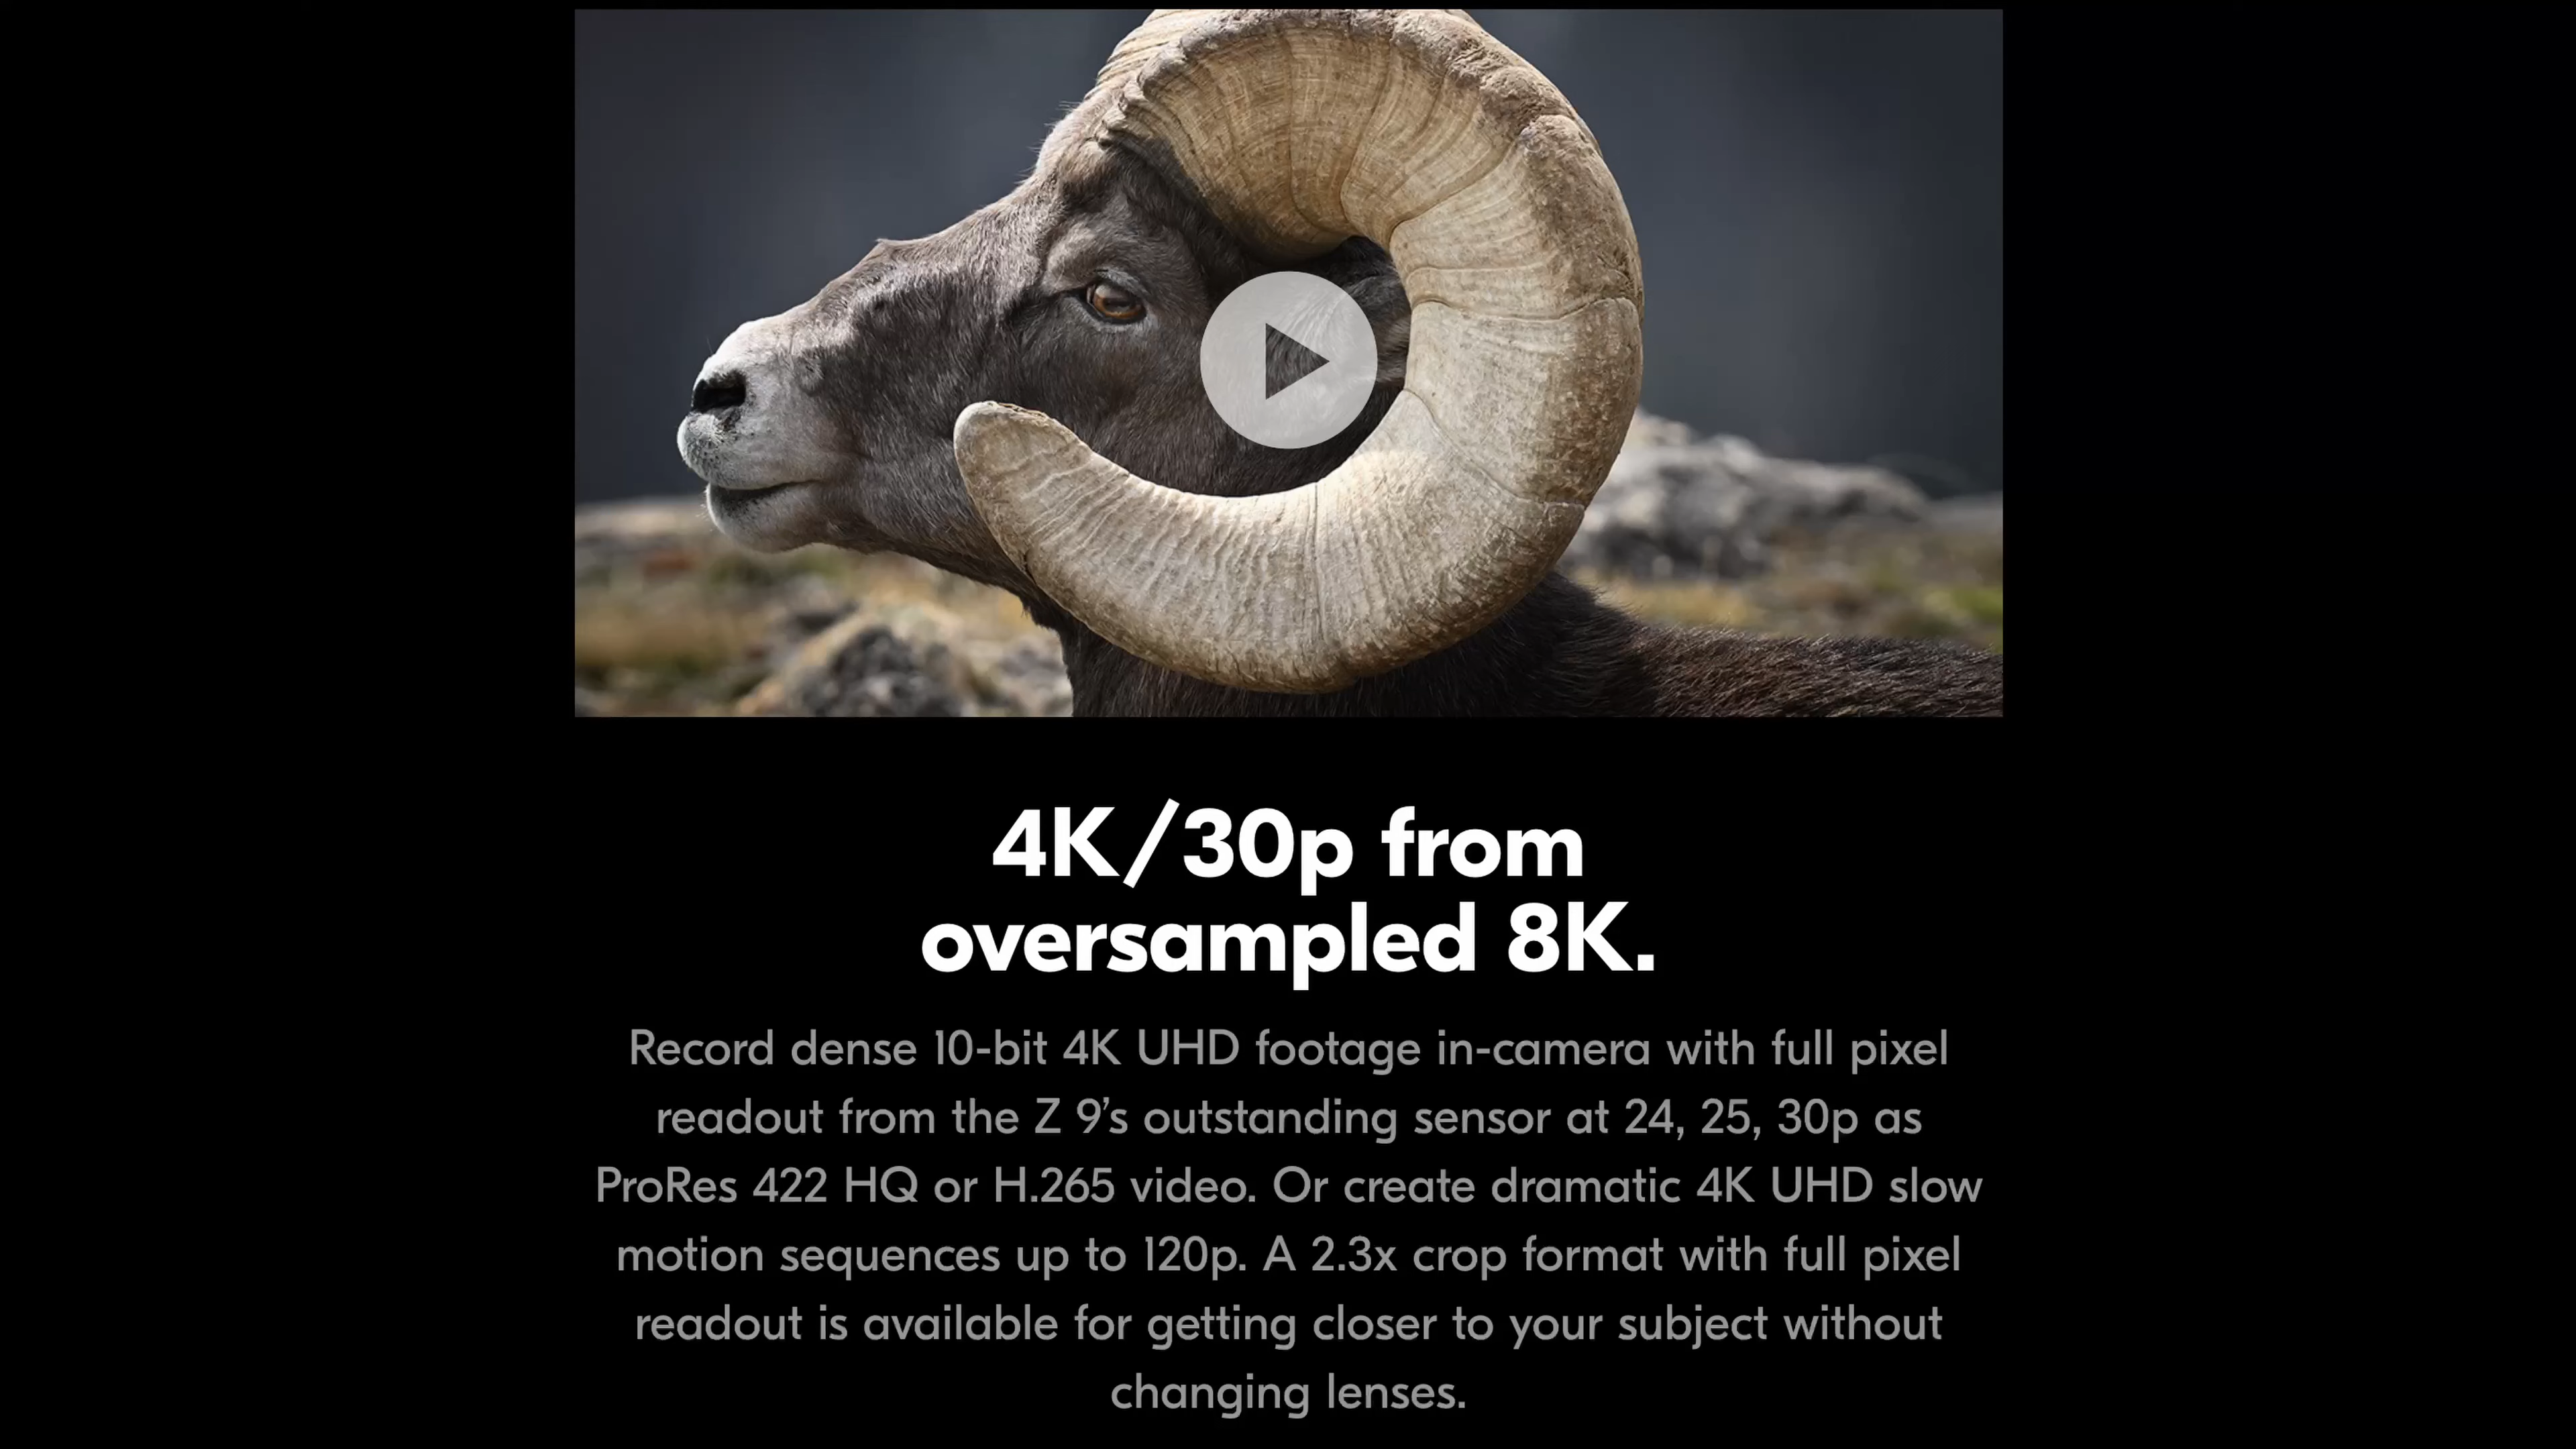 4K/30p from
oversampled 8K.
Record dense 10-bit 4K UHD footage in-camera with full pixel
readout from the Z 9’s outstanding sensor at 24, 25, 30p as
ProRes 422 HQ or H.265 video. Or create dramatic 4K UHD slow
motion sequences up to 120p. A 2.3x crop format with full pixel
readout is available for getting closer to your subject without
changing lenses.